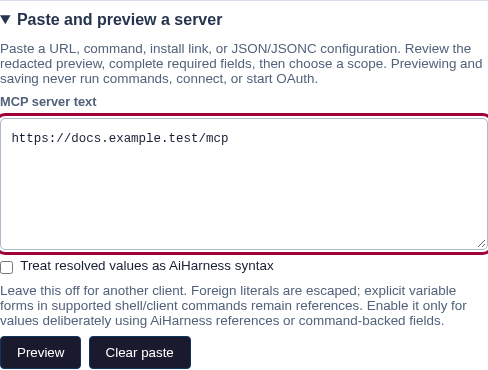 Paste and preview a server
Paste a URL, command, install link, or JSON/JSONC configuration. Review the
redacted preview, complete required fields, then choose a scope. Previewing and
saving never run commands, connect, or start OAuth.
MCP server text
https://docs.example.test/mcp
Treat resolved values as AiHarness syntax
Leave this off for another client. Foreign literals are escaped; explicit variable
forms in supported shell/client commands remain references. Enable it only for
values deliberately using AiHarness references or command-backed fields.
Preview
Clear paste